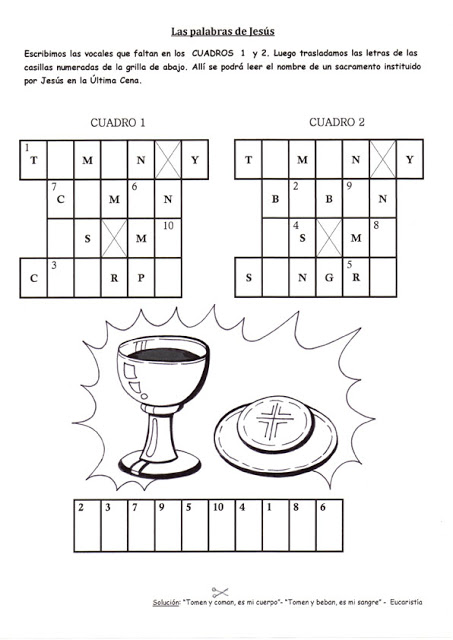 Las palabras de Jesús
Escribimos las vocales que faltan en los CUADROS 1 y 2. Luego trasladamos las letras de las
casillas numeradas de la grilla de abajo. Allí se podrá leer el nombre de un sacramento instituido
por Jesús en la Última Cena.
CUADRO 1
1 T M N Y
7 C M 6 N
S M 10
C 3 R P
CUADRO 2
T M N Y
B 2 B 9 N
4 S M 8
S N G 5 R
2 3 7 9 5 10 4 1 8 6
Solución: "Tomen y coman, es mi cuerpo"- "Tomen y beban, es mi sangre" - Eucaristía